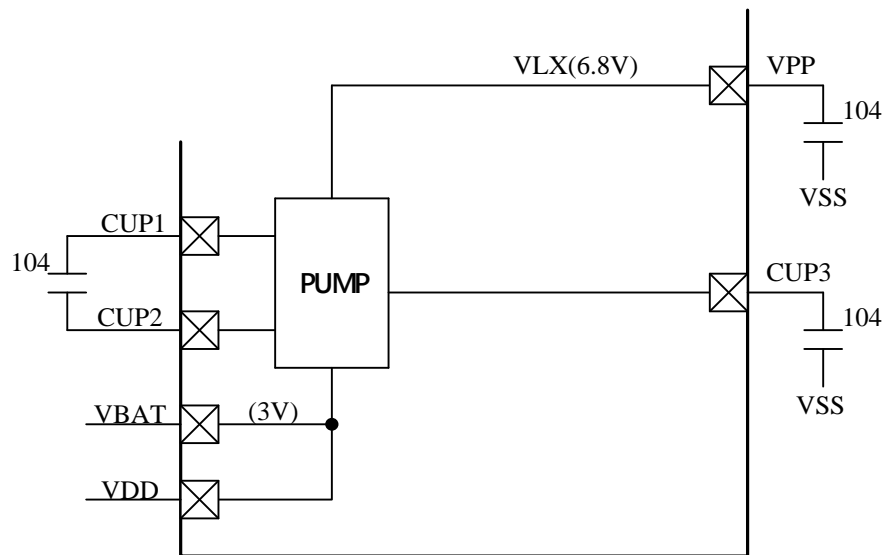 VLX(6.8V)
VPP
104
VSS
CUP1
104
PUMP
CUP3
CUP2
104
VSS
VBAT
(3V)
VDD